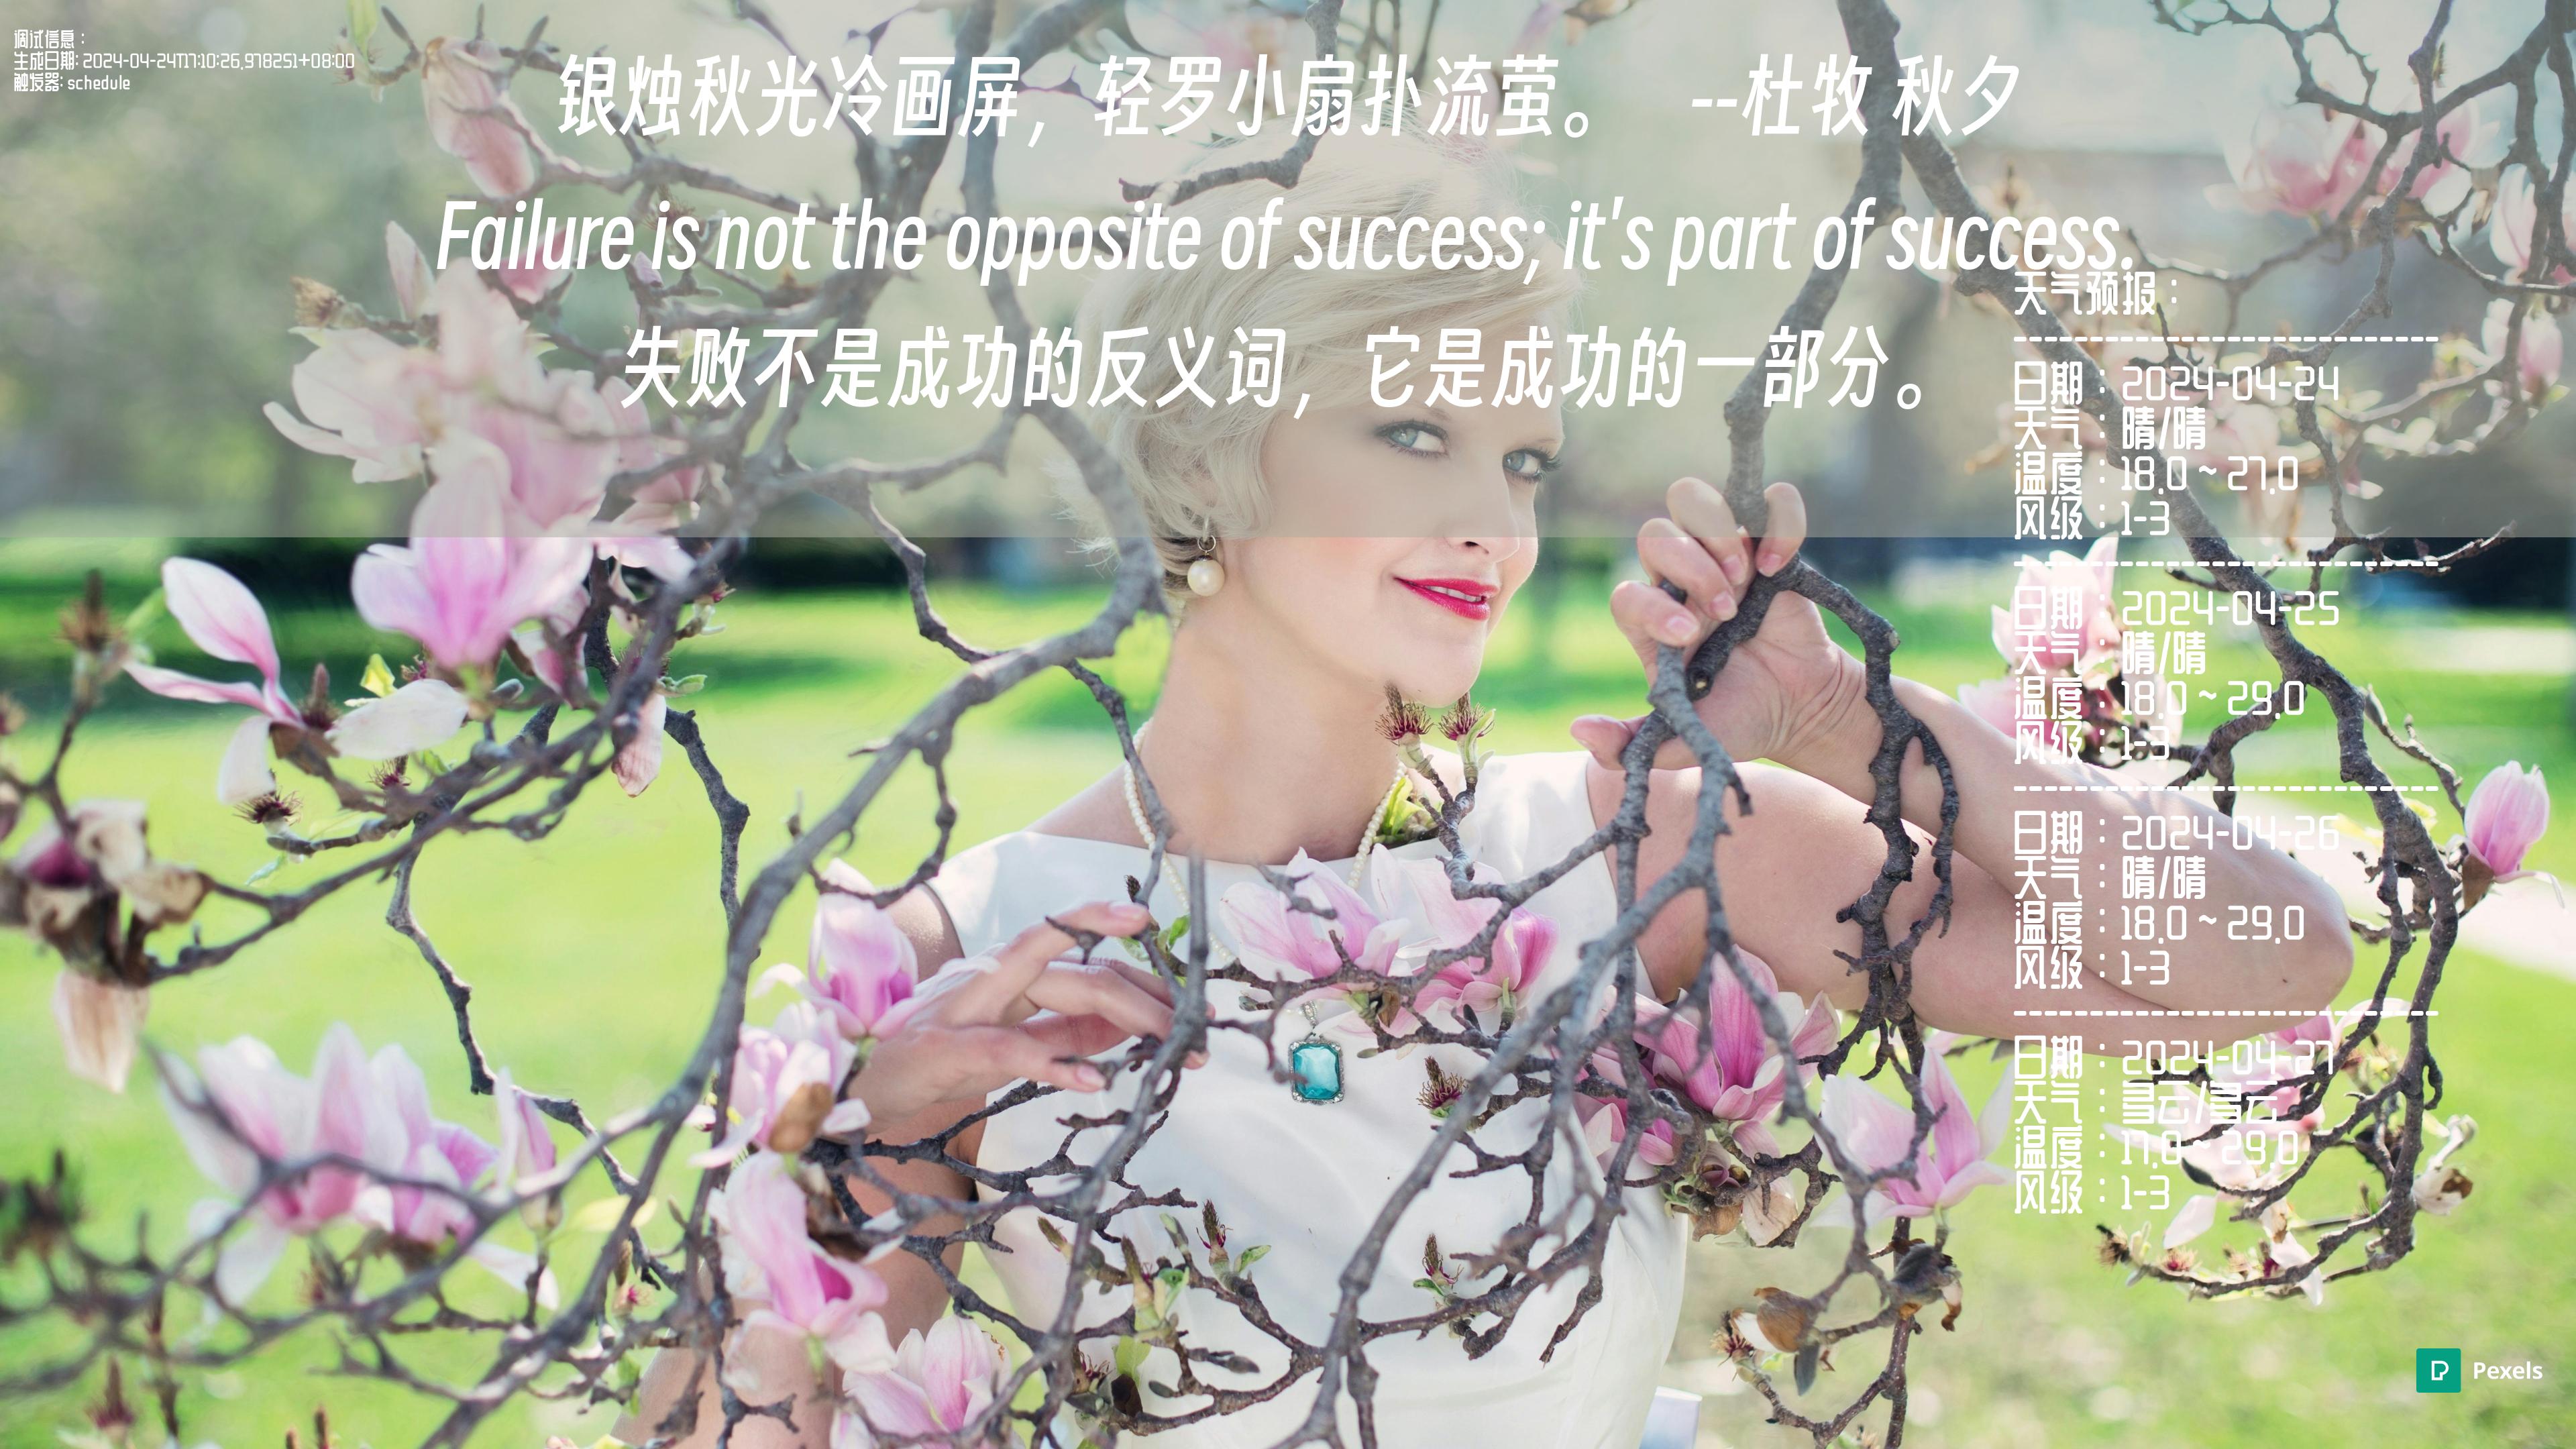 调试信息：
生成日期: 2024-04-24T17:10:26.978251+08:00
触发器: schedule
银烛秋光冷画屏，轻罗小扇扑流萤。 --杜牧 秋夕
Failure is not the opposite of success; it's part of success.
失败不是成功的反义词，它是成功的一部分。
天气预报：
------------------------------
日期：2024-04-24
天气：晴/晴
温度：18.0 ~ 27.0
风级：1-3
------------------------------
日期：2024-04-25
天气：晴/晴
温度：18.0 ~ 29.0
风级：1-3
------------------------------
日期：2024-04-26
天气：晴/晴
温度：18.0 ~ 29.0
风级：1-3
------------------------------
日期：2024-04-27
天气：多云/多云
温度：17.0 ~ 29.0
风级：1-3
Pexels